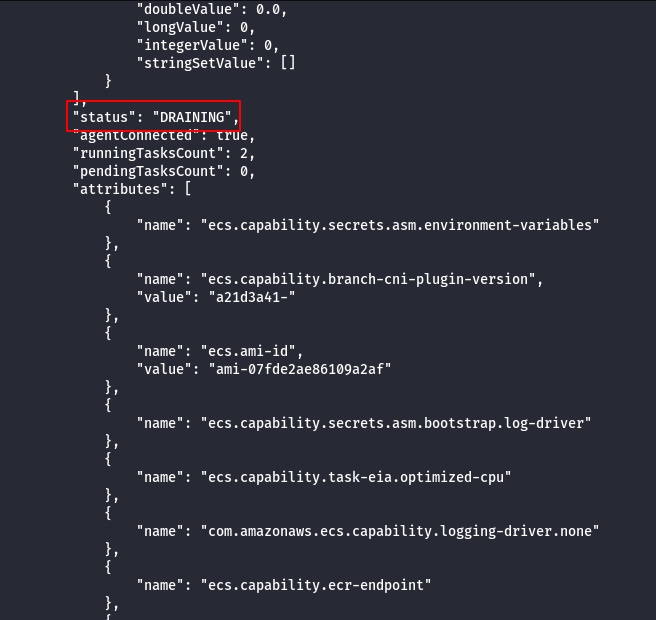 "doubleValue": 0.0,
"longValue": 0,
"integerValue": 0,
"stringSetValue": []
}
],
"status": "DRAINING",
"agentConnected": true,
"runningTasksCount": 2,
"pendingTasksCount": 0,
"attributes": [
{
"name": "ecs.capability.secrets.asm.environment-variables"
},
{
"name": "ecs.capability.branch-cni-plugin-version",
"value": "a21d3a41-"
},
{
"name": "ecs.ami-id",
"value": "ami-07fde2ae86109a2af"
},
{
"name": "ecs.capability.secrets.asm.bootstrap.log-driver"
},
{
"name": "ecs.capability.task-eia.optimized-cpu"
},
{
"name": "com.amazonaws.ecs.capability.logging-driver.none"
},
{
"name": "ecs.capability.ecr-endpoint"
},
{